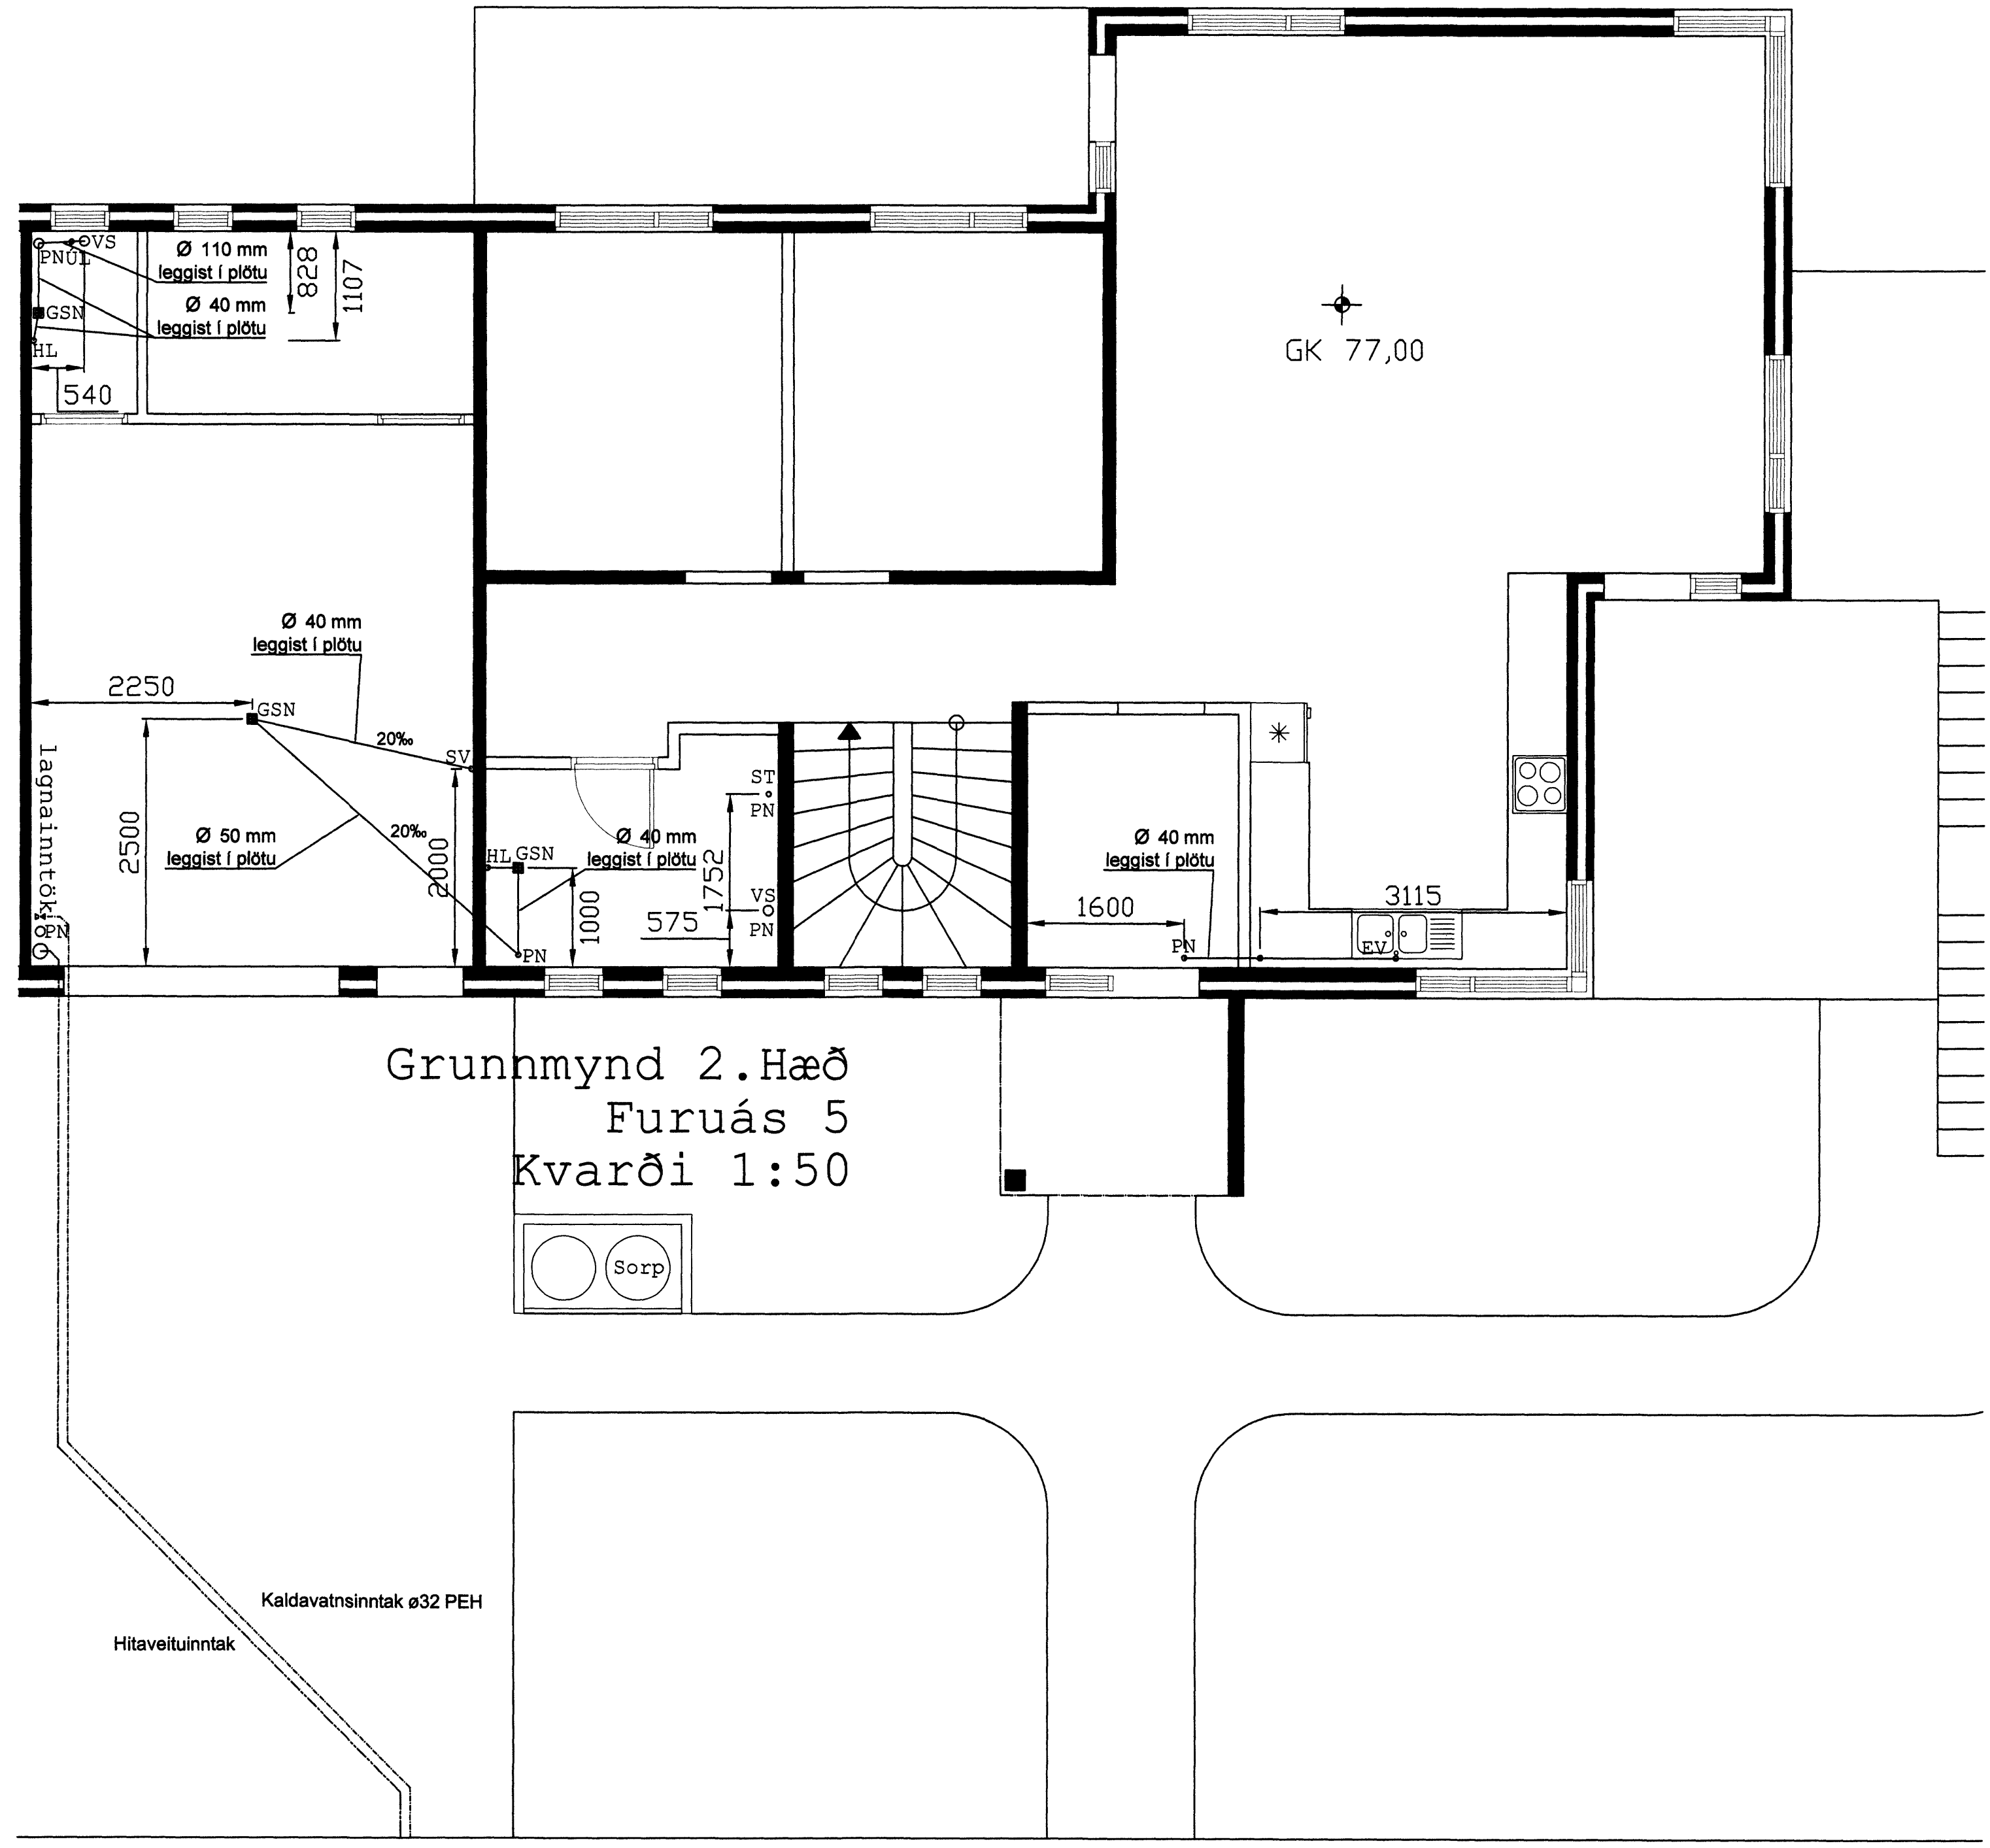 VS
PN
ÚL
Ø 110 mm
leggist í plötu
828
1107
Ø 40 mm
leggist í plötu
GSN
HL
540
GK 77,00
Ø 40 mm
leggist í plötu
2250
GSN
20‰
SV
lagnainntök
2500
Ø 50 mm
leggist í plötu
20‰
2000
PN
HL
GSN
Ø 40 mm
leggist í plötu
1000
PN
ST
PN
1752
VS
PN
575
Ø 40 mm
leggist í plötu
1600
PN
3115
EV
Grunnmynd 2.Hæð
Furuás 5
Kvarði 1:50
Sorp
Kaldavatnsinntak ø32 PEH
Hitaveituinntak